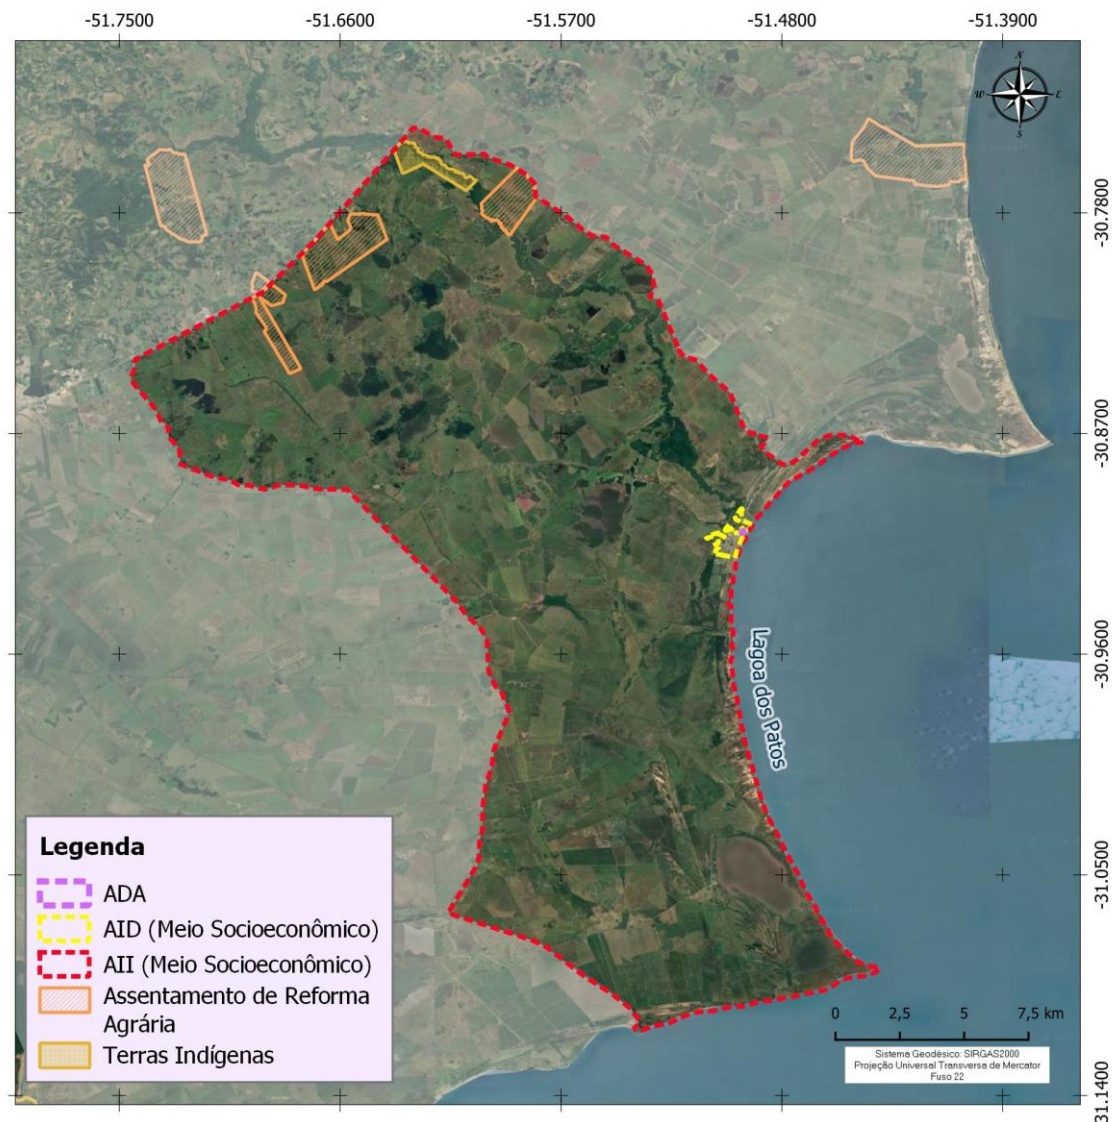 -51.7500 -51.6600 -51.5700 -51.4800 -51.3900
N
W E
S
-30.7800
-30.8700
-30.9600
-31.0500
-31.1400
Lagoa dos Patos
Legenda
ADA
AID (Meio Socioeconômico)
AII (Meio Socioeconômico)
Assentamento de Reforma
Agrária
Terras Indígenas
0 2,5 5 7,5 km
Sistema Geodésico: SIRGAS2000
Projeção Universal Transversa de Mercator
Fuso 22